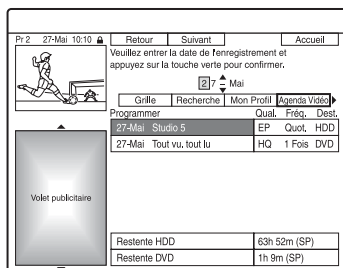 Pr 2 27-Mai 10:10 Retour Suivant Accueil
Veuillez entrer la date de l'enregistrement et
appuyez sur la touche verte pour confirmer.
27 Mai
Grille Recherche Mon Profil Agenda Vidéo
Programmer Qual. Fréq. Dest.
27-Mai Studio 5 EP Quot. HDD
27-Mai Tout vu, tout lu HQ 1 Fois DVD
Volet publicitaire
Restente HDD 63h 52m (SP)
Restente DVD 1h 9m (SP)